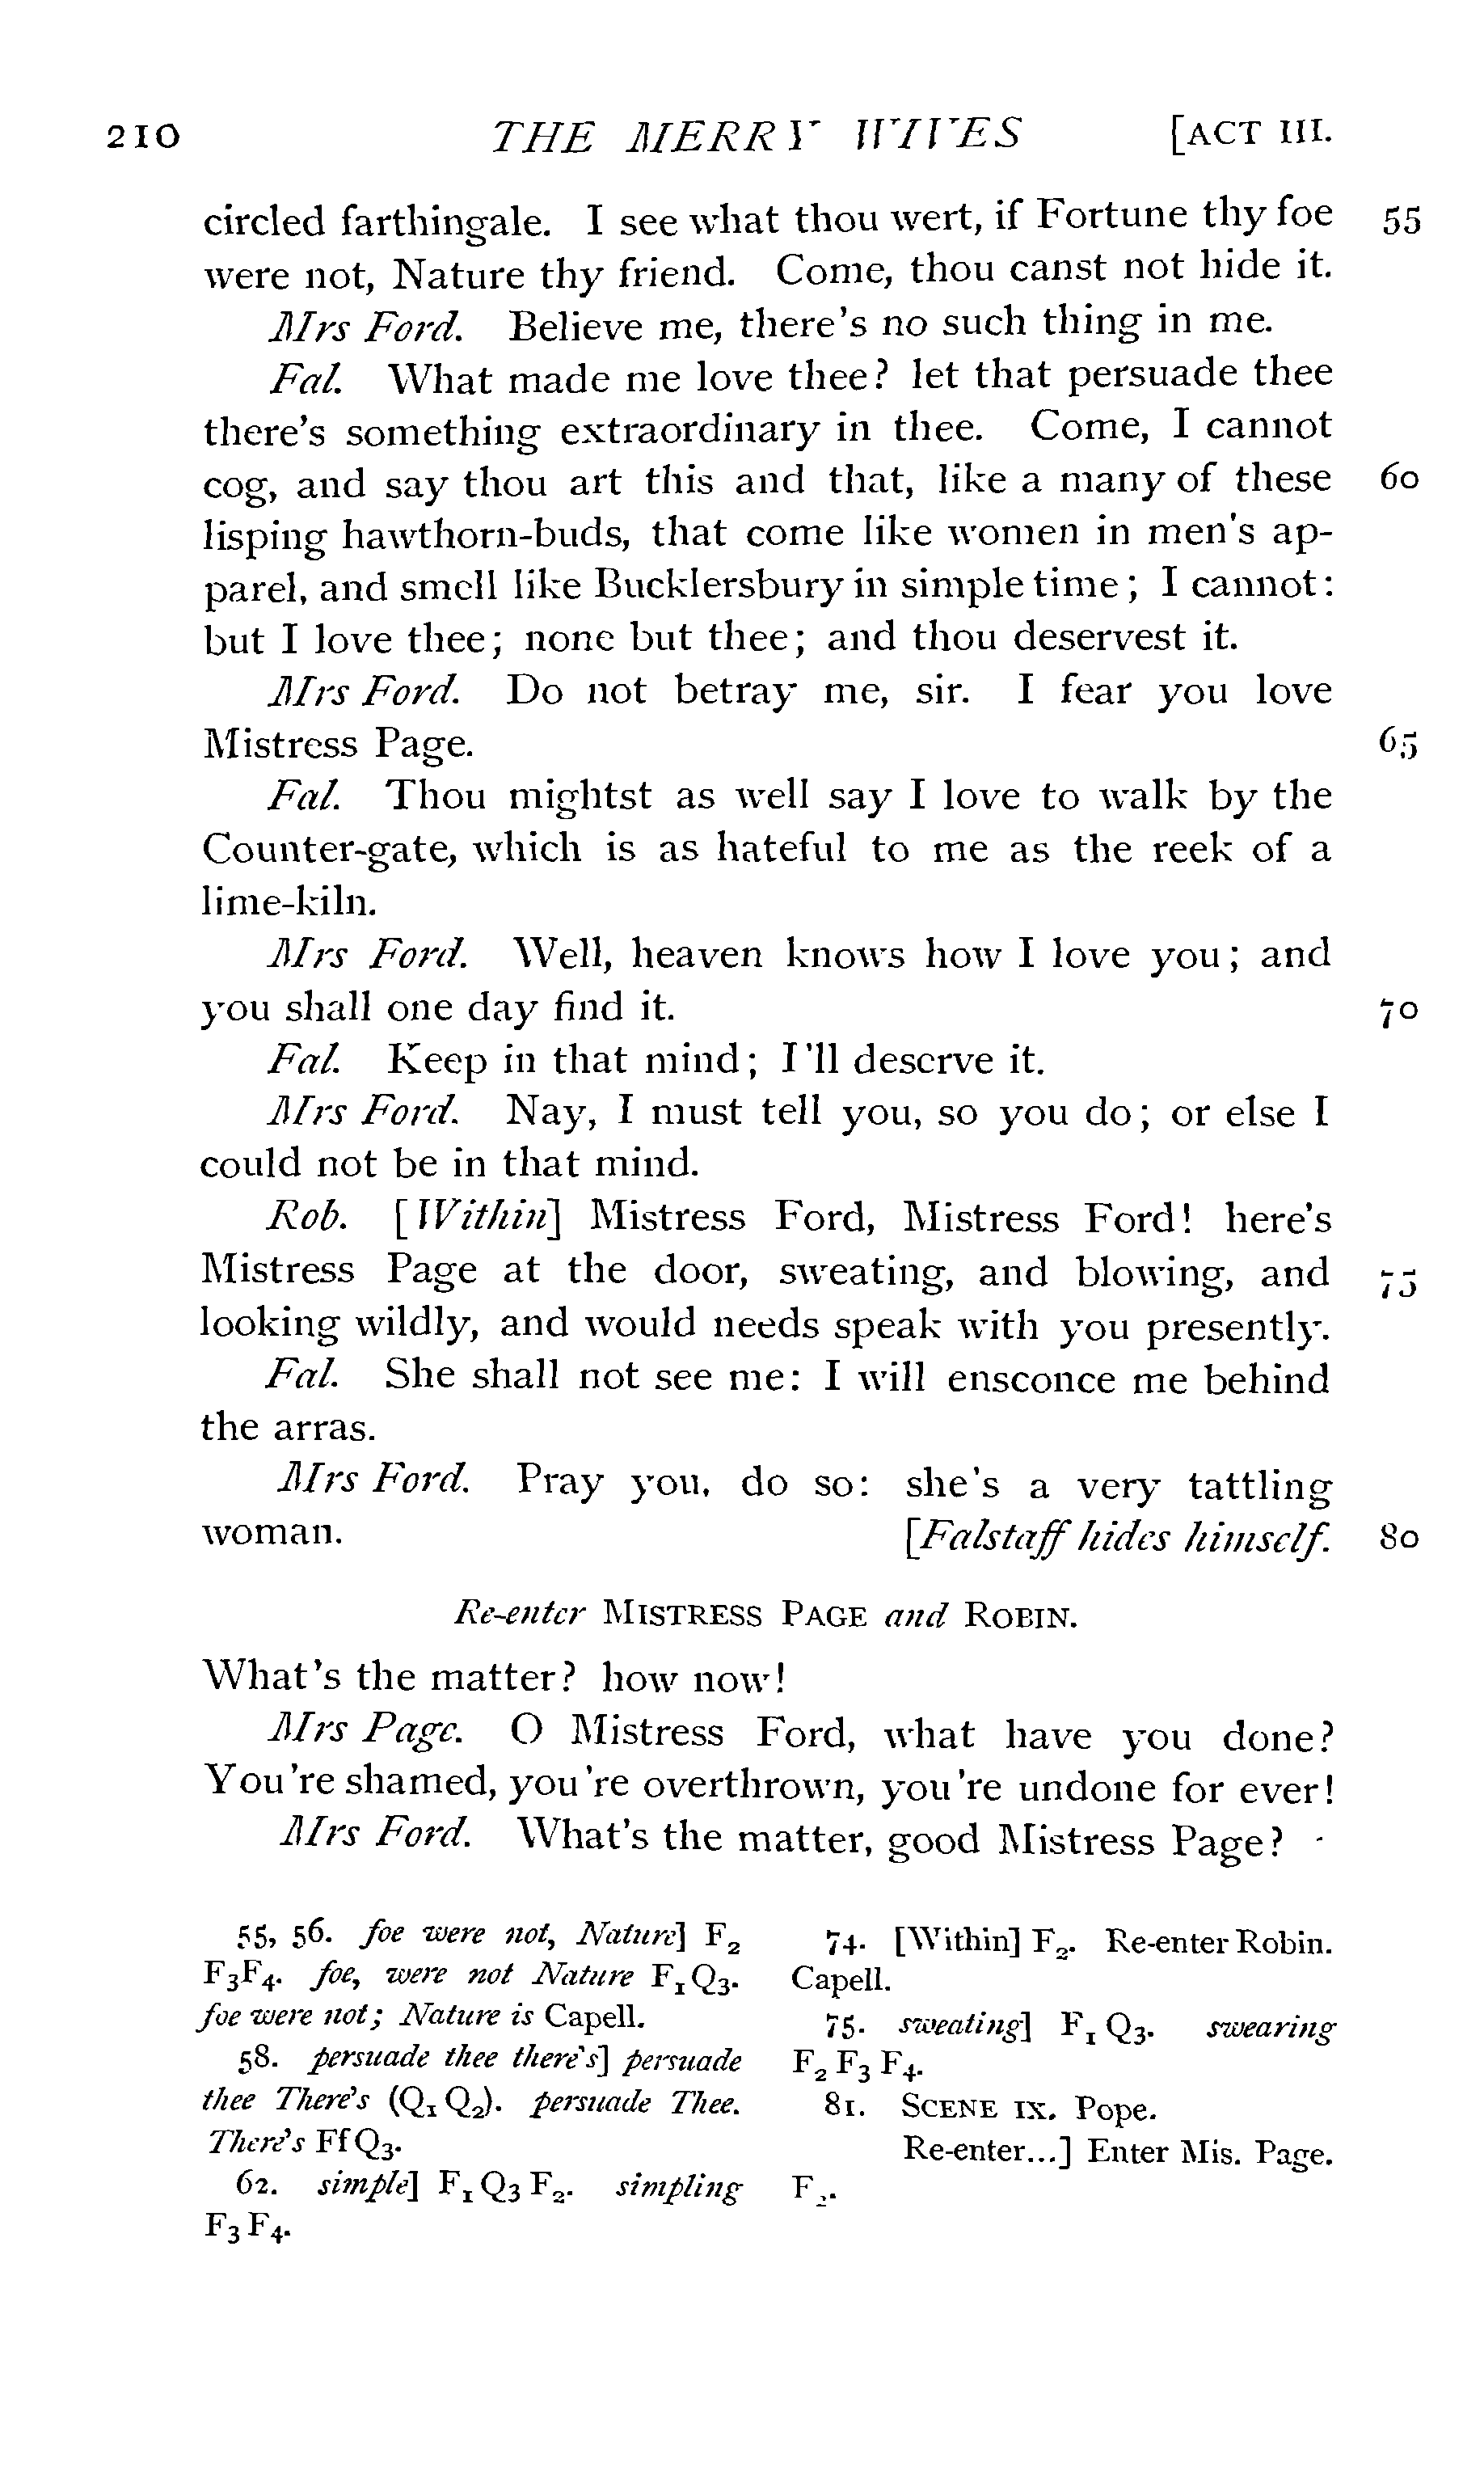 210 THE MERRY WIVES [ACT III.
circled farthingale. I see what thou wert, if Fortune thy foe 55
were not, Nature thy friend. Come, thou canst not hide it.
Mrs Ford. Believe me, there's no such thing in me.
Fal. What made me love thee? let that persuade thee
there's something extraordinary in thee. Come, I cannot
cog, and say thou art this and that, like a many of these 60
lisping hawthorn-buds, that come like women in men's ap-
parel, and smell like Bucklersbury in simple time; I cannot:
but I love thee; none but thee; and thou deservest it.
Mrs Ford. Do not betray me, sir. I fear you love
Mistress Page. 65
Fal. Thou mightst as well say I love to walk by the
Counter-gate, which is as hateful to me as the reek of a
lime-kiln.
Mrs Ford. Well, heaven knows how I love you; and
you shall one day find it. 70
Fal. Keep in that mind; I'll deserve it.
Mrs Ford. Nay, I must tell you, so you do; or else I
could not be in that mind.
Rob. [Within] Mistress Ford, Mistress Ford! here's
Mistress Page at the door, sweating, and blowing, and 75
looking wildly, and would needs speak with you presently.
Fal. She shall not see me: I will ensconce me behind
the arras.
Mrs Ford. Pray you, do so: she's a very tattling
woman. [Falstaff hides himself. 80
Re-enter MISTRESS PAGE and ROBIN.
What's the matter? how now!
Mrs Page. O Mistress Ford, what have you done?
You're shamed, you're overthrown, you're undone for ever!
Mrs Ford. What's the matter, good Mistress Page?
55, 56. foe were not, Nature] F2
F3F4. foe, were not Nature F1Q3.
foe were not; Nature is Capell.
58. persuade thee there's] persuade
thee There's (Q1Q2). persuade Thee.
There's FfQ3.
62. simple] F1Q3F2. simpling
F3F4.
74. [Within] F2. Re-enter Robin.
Capell.
75. sweating] F1Q3. swearing
F2F3F4.
81. SCENE IX. Pope.
Re-enter...] Enter Mis. Page.
F2.